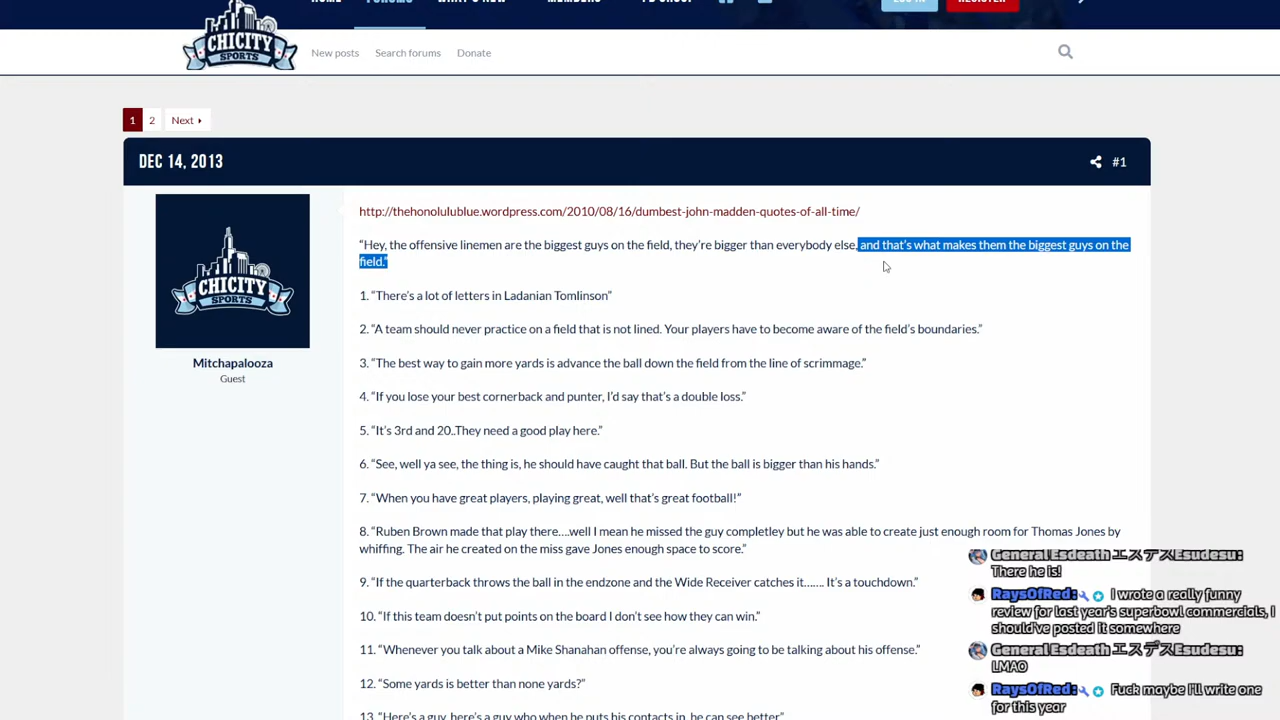 CHICITY
SPORTS
New posts Search forums Donate
1 2 Next
DEC 14, 2013 #1
http://thehonolulublue.wordpress.com/2010/08/16/dumbest-john-madden-quotes-of-all-time/
“Hey, the offensive linemen are the biggest guys on the field, they’re bigger than everybody else, and that’s what makes them the biggest guys on the
field.”
CHICITY
SPORTS
Mitchapalooza
Guest
1. “There’s a lot of letters in Ladanian Tomlinson”
2. “A team should never practice on a field that is not lined. Your players have to become aware of the field’s boundaries.”
3. “The best way to gain more yards is advance the ball down the field from the line of scrimmage.”
4. “If you lose your best cornerback and punter, I’d say that’s a double loss.”
5. “It’s 3rd and 20..They need a good play here.”
6. “See, well ya see, the thing is, he should have caught that ball. But the ball is bigger than his hands.”
7. “When you have great players, playing great, well that’s great football!”
8. “Ruben Brown made that play there….well I mean he missed the guy completley but he was able to create just enough room for Thomas Jones by
whiffing. The air he created on the miss gave Jones enough space to score.”
9. “If the quarterback throws the ball in the endzone and the Wide Receiver catches it……. It’s a touchdown.”
10. “If this team doesn’t put points on the board I don’t see how they can win.”
11. “Whenever you talk about a Mike Shanahan offense, you’re always going to be talking about his offense.”
12. “Some yards is better than none yards?”
13. “Here’s a guy, here’s a guy who when he puts his contacts in, he can see better”
General Esdeath エスデスEsudesu:
There he is!
RaysOfRed: I wrote a really funny
review for last year's superbowl commercials, I
should've posted it somewhere
General Esdeath エスデスEsudesu:
LMAO
RaysOfRed: Fuck maybe I'll write one
for this year